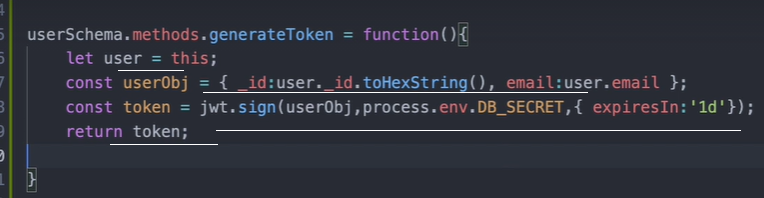 userSchema.methods.generateToken = function(){
let user = this;
const userObj = { _id:user._id.toHexString(), email:user.email };
const token = jwt.sign(userObj,process.env.DB_SECRET,{ expiresIn:'1d'});
return token;
}